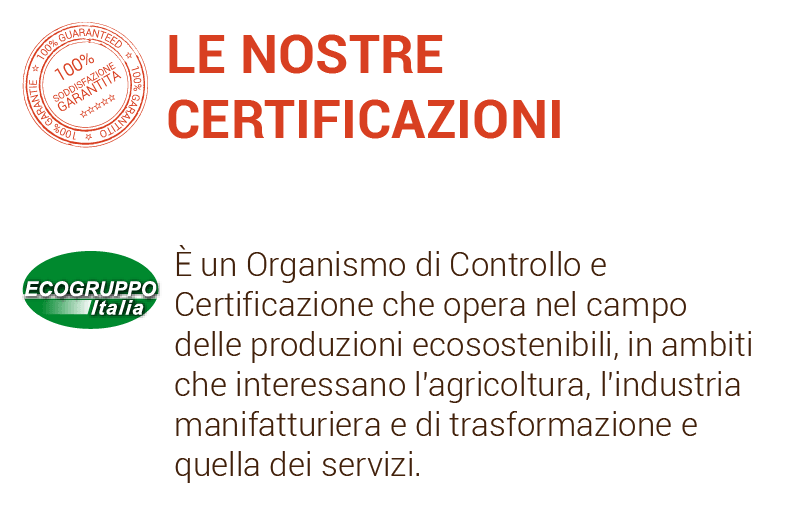 100% GUARANTEED
100% GARANTITO
100% GARANTIE
100%
SODDISFAZIONE
GARANTITA
LE NOSTRE
CERTIFICAZIONI
ECOGRUPPO
Italia
È un Organismo di Controllo e
Certificazione che opera nel campo
delle produzioni ecosostenibili, in ambiti
che interessano l'agricoltura, l'industria
manifatturiera e di trasformazione e
quella dei servizi.